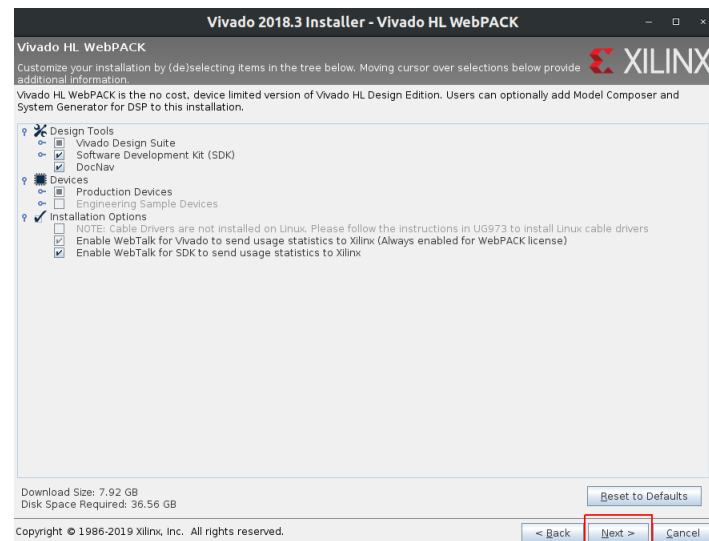 Vivado 2018.3 Installer - Vivado HL WebPACK
Vivado HL WebPACK
Customize your installation by (de)selecting items in the tree below. Moving cursor over selections below provide
additional information.
XILINX
Vivado HL WebPACK is the no cost, device limited version of Vivado HL Design Edition. Users can optionally add Model Composer and
System Generator for DSP to this installation.
Design Tools
Vivado Design Suite
Software Development Kit (SDK)
DocNav
Devices
Production Devices
Engineering Sample Devices
Installation Options
NOTE: Cable Drivers are not installed on Linux. Please follow the instructions in UG973 to install Linux cable drivers
Enable WebTalk for Vivado to send usage statistics to Xilinx (Always enabled for WebPACK license)
Enable WebTalk for SDK to send usage statistics to Xilinx
Download Size: 7.92 GB
Disk Space Required: 36.56 GB
Reset to Defaults
Copyright © 1986-2019 Xilinx, Inc. All rights reserved.
< Back
Next >
Cancel